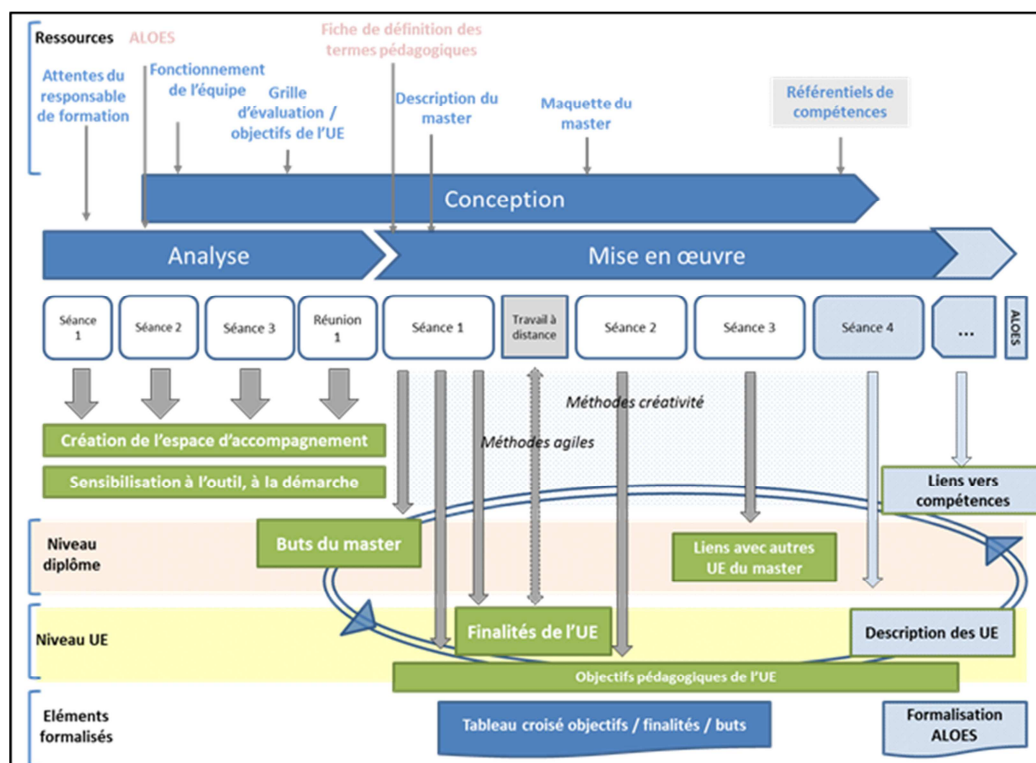 Ressources
ALOES
Fiche de définition des
termes pédagogiques
Attentes du
responsable
de formation
Fonctionnement
de l'équipe
Grille
d'évaluation /
objectifs de l'UE
Description du
master
Maquette du
master
Référentiels de
compétences
Conception
Analyse
Mise en œuvre
Séance
1
Séance 2
Séance 3
Réunion
1
Séance 1
Travail à
distance
Séance 2
Séance 3
Séance 4
...
ALOES
Méthodes créativité
Méthodes agiles
Création de l'espace d'accompagnement
Sensibilisation à l'outil, à la démarche
Liens vers
compétences
Niveau
diplôme
Buts du master
Liens avec autres
UE du master
Niveau UE
Finalités de l'UE
Description des UE
Objectifs pédagogiques de l'UE
Eléments
formalisés
Tableau croisé objectifs / finalités / buts
Formalisation
ALOES